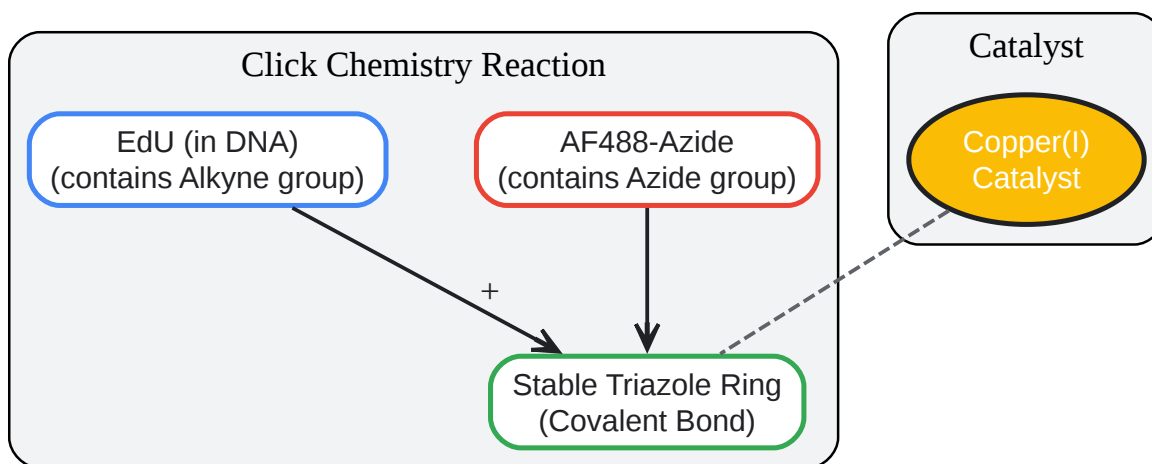 Click Chemistry Reaction
EdU (in DNA)
(contains Alkyne group)
AF488-Azide
(contains Azide group)
+
Stable Triazole Ring
(Covalent Bond)
Catalyst
Copper(I)
Catalyst